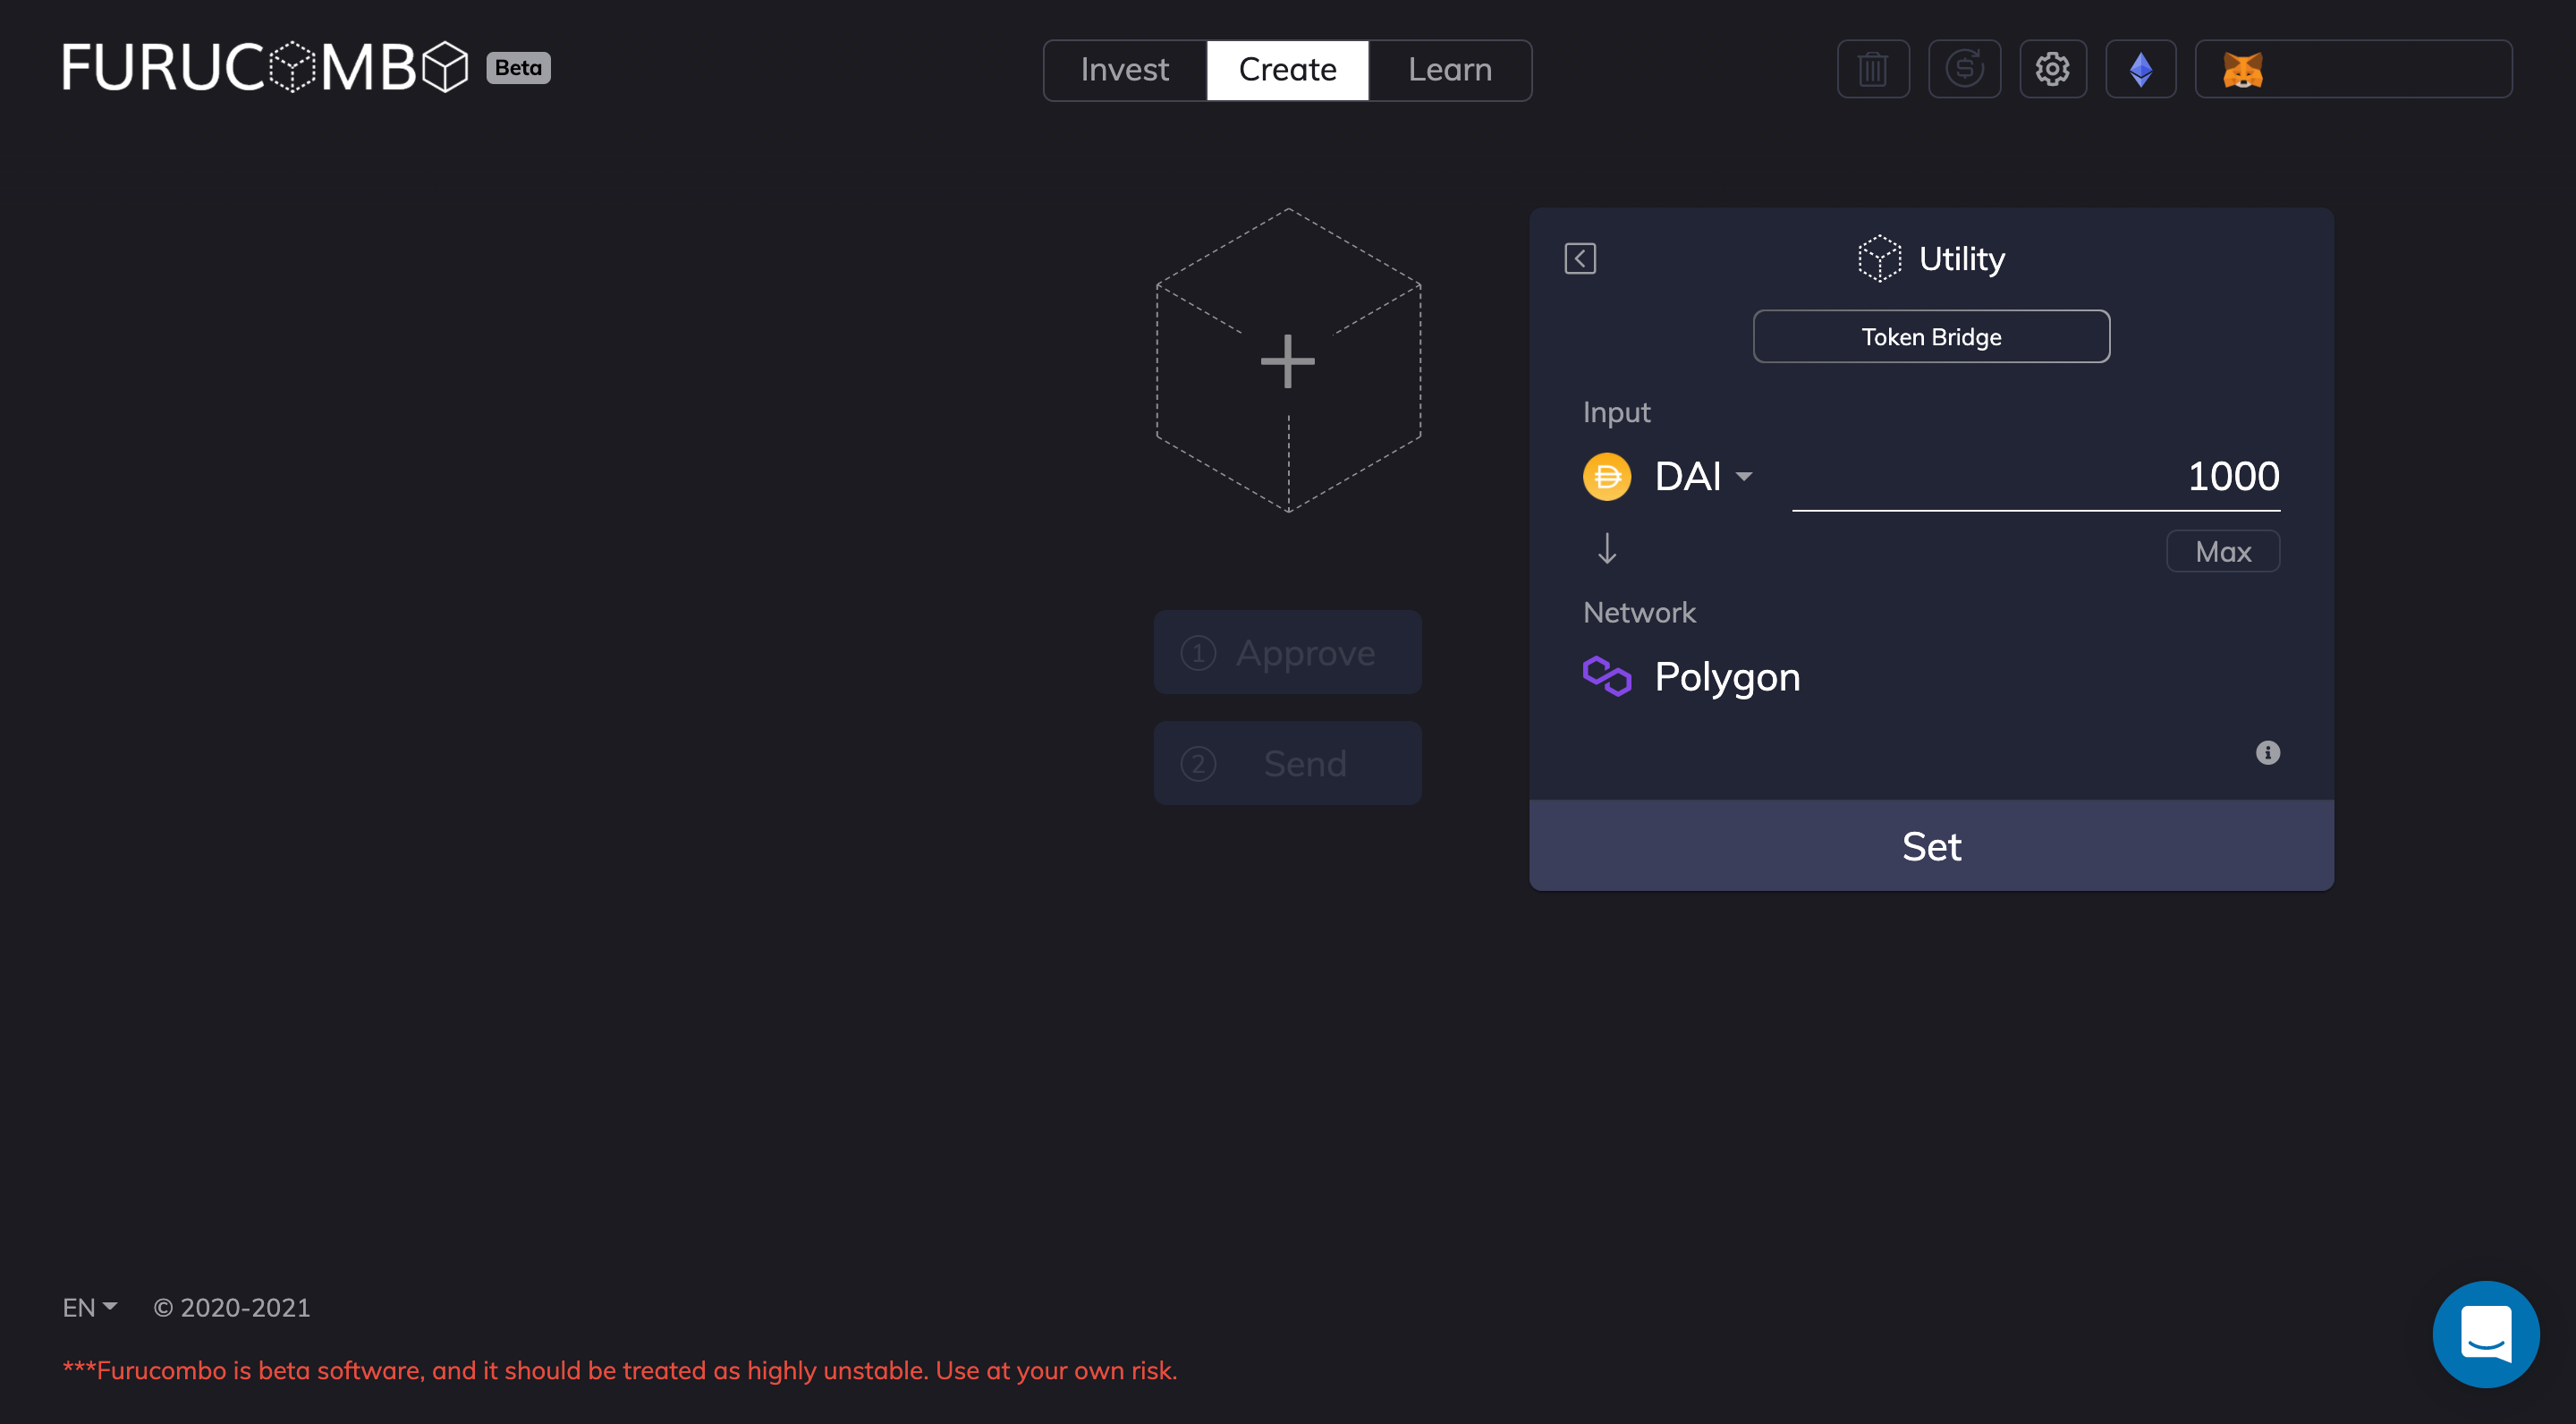 FURUCOMBO Beta
Invest Create Learn
Utility
Token Bridge
Input
DAI 1000
Max
Network
Polygon
Set
1 Approve
2 Send
EN © 2020-2021
***Furucombo is beta software, and it should be treated as highly unstable. Use at your own risk.